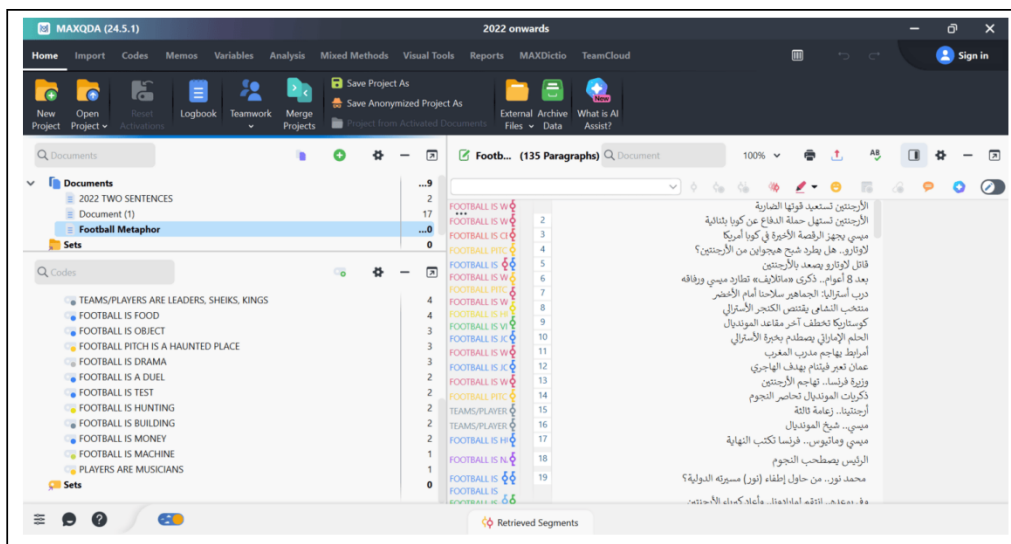 MAXQDA (24.5.1)
2022 onwards
Home Import Codes Memos Variables Analysis Mixed Methods Visual Tools Reports MAXDictio TeamCloud
Sign in
New Project
Open Project
Reset Activations
Logbook
Teamwork
Merge Projects
Save Project As
Save Anonymized Project As
Project from Activated Documents
External Files
Archive Data
What is AI Assist?
New
Documents
Documents ...9
2022 TWO SENTENCES 2
Document (1) 17
Football Metaphor ...0
Sets 0
Codes
TEAMS/PLAYERS ARE LEADERS, SHEIKS, KINGS 4
FOOTBALL IS FOOD 4
FOOTBALL IS OBJECT 3
FOOTBALL PITCH IS A HAUNTED PLACE 3
FOOTBALL IS DRAMA 3
FOOTBALL IS A DUEL 2
FOOTBALL IS TEST 2
FOOTBALL IS HUNTING 2
FOOTBALL IS BUILDING 2
FOOTBALL IS MONEY 2
FOOTBALL IS MACHINE 1
PLAYERS ARE MUSICIANS 1
Sets 0
Footb... (135 Paragraphs) Document 100%
FOOTBALL IS W الأرجنتين تستعيد قوتها الضاربة
FOOTBALL IS W 2 الأرجنتين تستهل حملة الدفاع عن كوبا بثنائية
FOOTBALL IS CE 3 ميسي يجهز الرقصة الأخيرة في كوبا أمريكا
FOOTBALL PITC 4 لاوتارو.. هل يطرد شبح هيجواين من الأرجنتين؟
FOOTBALL IS 5 قاتل لاوتارو يصعد بالأرجنتين
FOOTBALL IS W 6 بعد 8 أعوام.. ذكرى «ماتلايف» تطارد ميسي ورفاقه
FOOTBALL PITC 7 درب أستراليا: الجماهير سلاحنا أمام الأخضر
FOOTBALL IS W
FOOTBALL IS HI 8 منتخب النشامى يقتنص الكنجر الأسترالي
FOOTBALL IS VI 9 كوستاريكا تخطف آخر مقاعد المونديال
FOOTBALL IS JC 10 الحلم الإماراتي يصطدم بخبرة الأسترالي
FOOTBALL IS W 11 أمرابط يهاجم مدرب المغرب
FOOTBALL IS JC 12 عمان تعبر فيتنام بهدف الهاجري
FOOTBALL IS W 13 وزيرة فرنسا.. تهاجم الأرجنتين
FOOTBALL PITC 14 ذكريات المونديال تحاصر النجوم
TEAMS/PLAYER 15 أرجنتينا.. زعامة ثالثة
TEAMS/PLAYER 16 ميسي.. شيخ المونديال
FOOTBALL IS HI 17 ميسي وماتيوس.. فرنسا تكتب النهاية
FOOTBALL IS N. 18 الرئيس يصطحب النجوم
FOOTBALL IS 19 محمد نور.. من حاول إطفاء (نور) مسيرته الدولية؟
FOOTBALL IS
Retrieved Segments